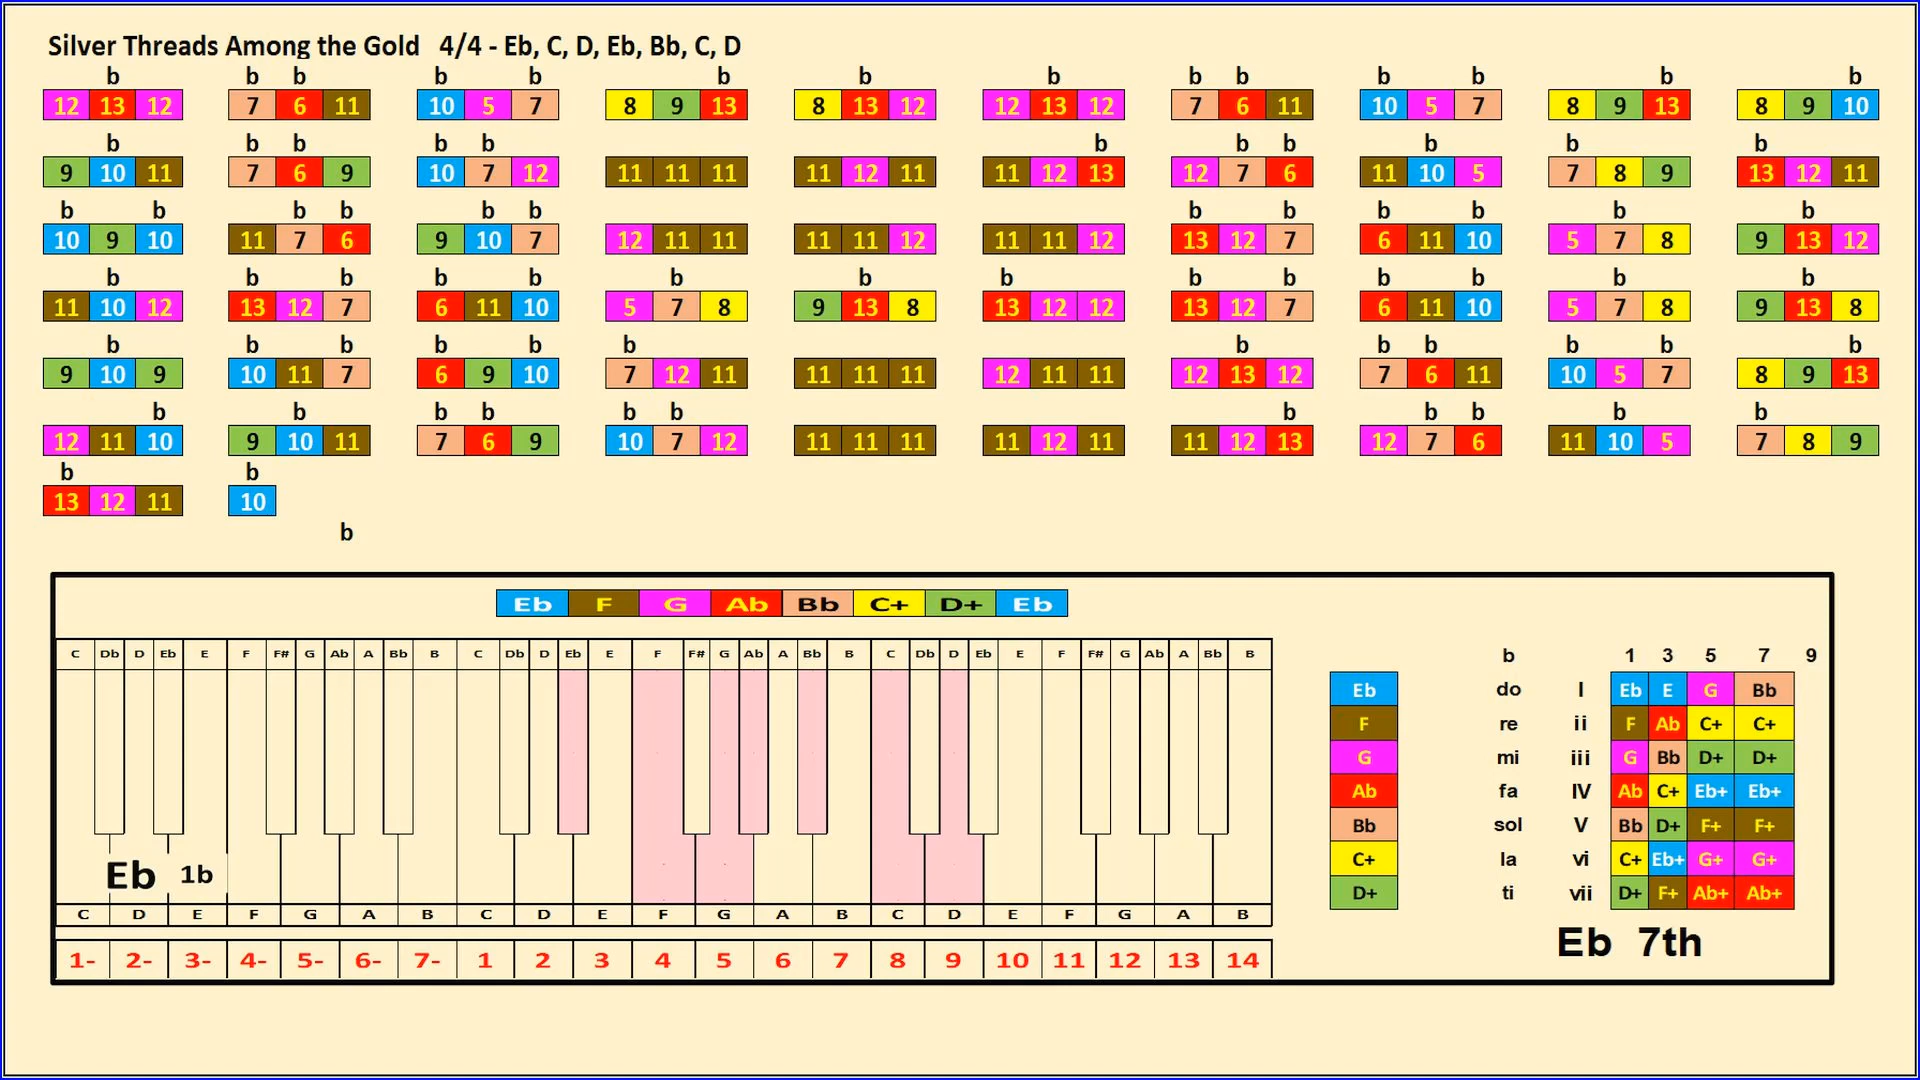 Silver Threads Among the Gold 4/4 - Eb, C, D, Eb, Bb, C, D
b b b b b b b b b b b b b b
12 13 12 7 6 11 10 5 7 8 9 13 8 13 12 12 13 12 7 6 11 10 5 7 8 9 13 8 9 10
b b b b b b b b b b b
9 10 11 7 6 9 10 7 12 11 11 11 11 12 11 11 12 13 12 7 6 11 10 5 7 8 9 13 12 11
b b b b b b b b b b b b
10 9 10 11 7 6 9 10 7 12 11 11 11 11 12 11 11 12 13 12 7 6 11 10 5 7 8 9 13 12
b b b b b b b b b b b b b b
11 10 12 13 12 7 6 11 10 5 7 8 9 13 8 13 12 12 13 12 7 6 11 10 5 7 8 9 13 8
b b b b b b b b b b b b
9 10 9 10 11 7 6 9 10 7 12 11 11 11 11 12 11 11 12 13 12 7 6 11 10 5 7 8 9 13
b b b b b b b b b b b
12 11 10 9 10 11 7 6 9 10 7 12 11 11 11 11 12 11 11 12 13 12 7 6 11 10 5 7 8 9
b b
13 12 11 10
b
Eb F G Ab Bb C+ D+ Eb
C Db D Eb E F F# G Ab A Bb B C Db D Eb E F F# G Ab A Bb B C Db D Eb E F F# G Ab A Bb B
Eb 1b
C D E F G A B C D E F G A B C D E F G A B
1- 2- 3- 4- 5- 6- 7- 1 2 3 4 5 6 7 8 9 10 11 12 13 14
b 1 3 5 7 9
Eb do I Eb E G Bb
F re ii F Ab C+ C+
G mi iii G Bb D+ D+
Ab fa IV Ab C+ Eb+ Eb+
Bb sol V Bb D+ F+ F+
C+ la vi C+ Eb+ G+ G+
D+ ti vii D+ F+ Ab+ Ab+
Eb 7th